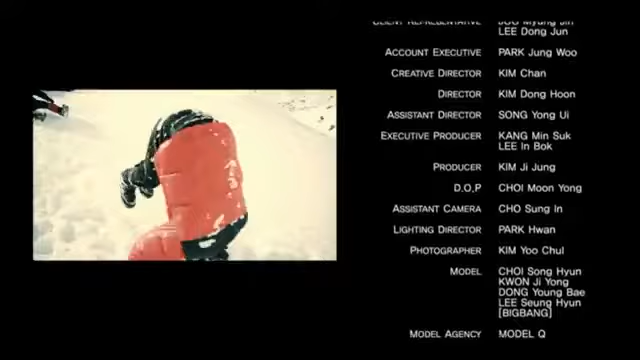 LEE Dong Jun
ACCOUNT EXECUTIVE PARK Jung Woo
CREATIVE DIRECTOR KIM Chan
DIRECTOR KIM Dong Hoon
ASSISTANT DIRECTOR SONG Yong Ui
EXECUTIVE PRODUCER KANG Min Suk
LEE In Bok
PRODUCER KIM Ji Jung
D.O.P CHOI Moon Yong
ASSISTANT CAMERA CHO Sung In
LIGHTING DIRECTOR PARK Hwan
PHOTOGRAPHER KIM Yoo Chul
MODEL CHOI Song Hyun
KWON Ji Yong
DONG Young Bae
LEE Seung Hyun
[BIGBANG]
MODEL AGENCY MODEL Q